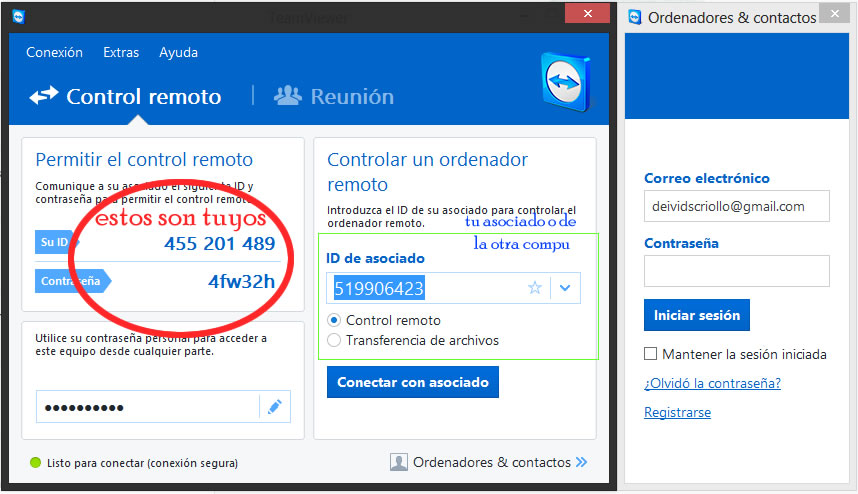 TeamViewer
Conexión Extras Ayuda
Control remoto
Reunión
Permitir el control remoto
Comunique a su asociado el siguiente ID y
contraseña para permitir el control remoto.
estos son tuyos
Su ID 455 201 489
Contraseña 4fw32h
Utilice su contraseña personal para acceder a
este equipo desde cualquier parte.
••••••••••
Listo para conectar (conexión segura)
Controlar un ordenador
remoto
Introduzca el ID de su asociado para controlar el
ordenador remoto.
tu asociado o de
la otra compu
ID de asociado
519906423
Control remoto
Transferencia de archivos
Conectar con asociado
Ordenadores & contactos
Ordenadores & contactos
Correo electrónico
deividscriollo@gmail.com
Contraseña
Iniciar sesión
Mantener la sesión iniciada
¿Olvidó la contraseña?
Registrarse